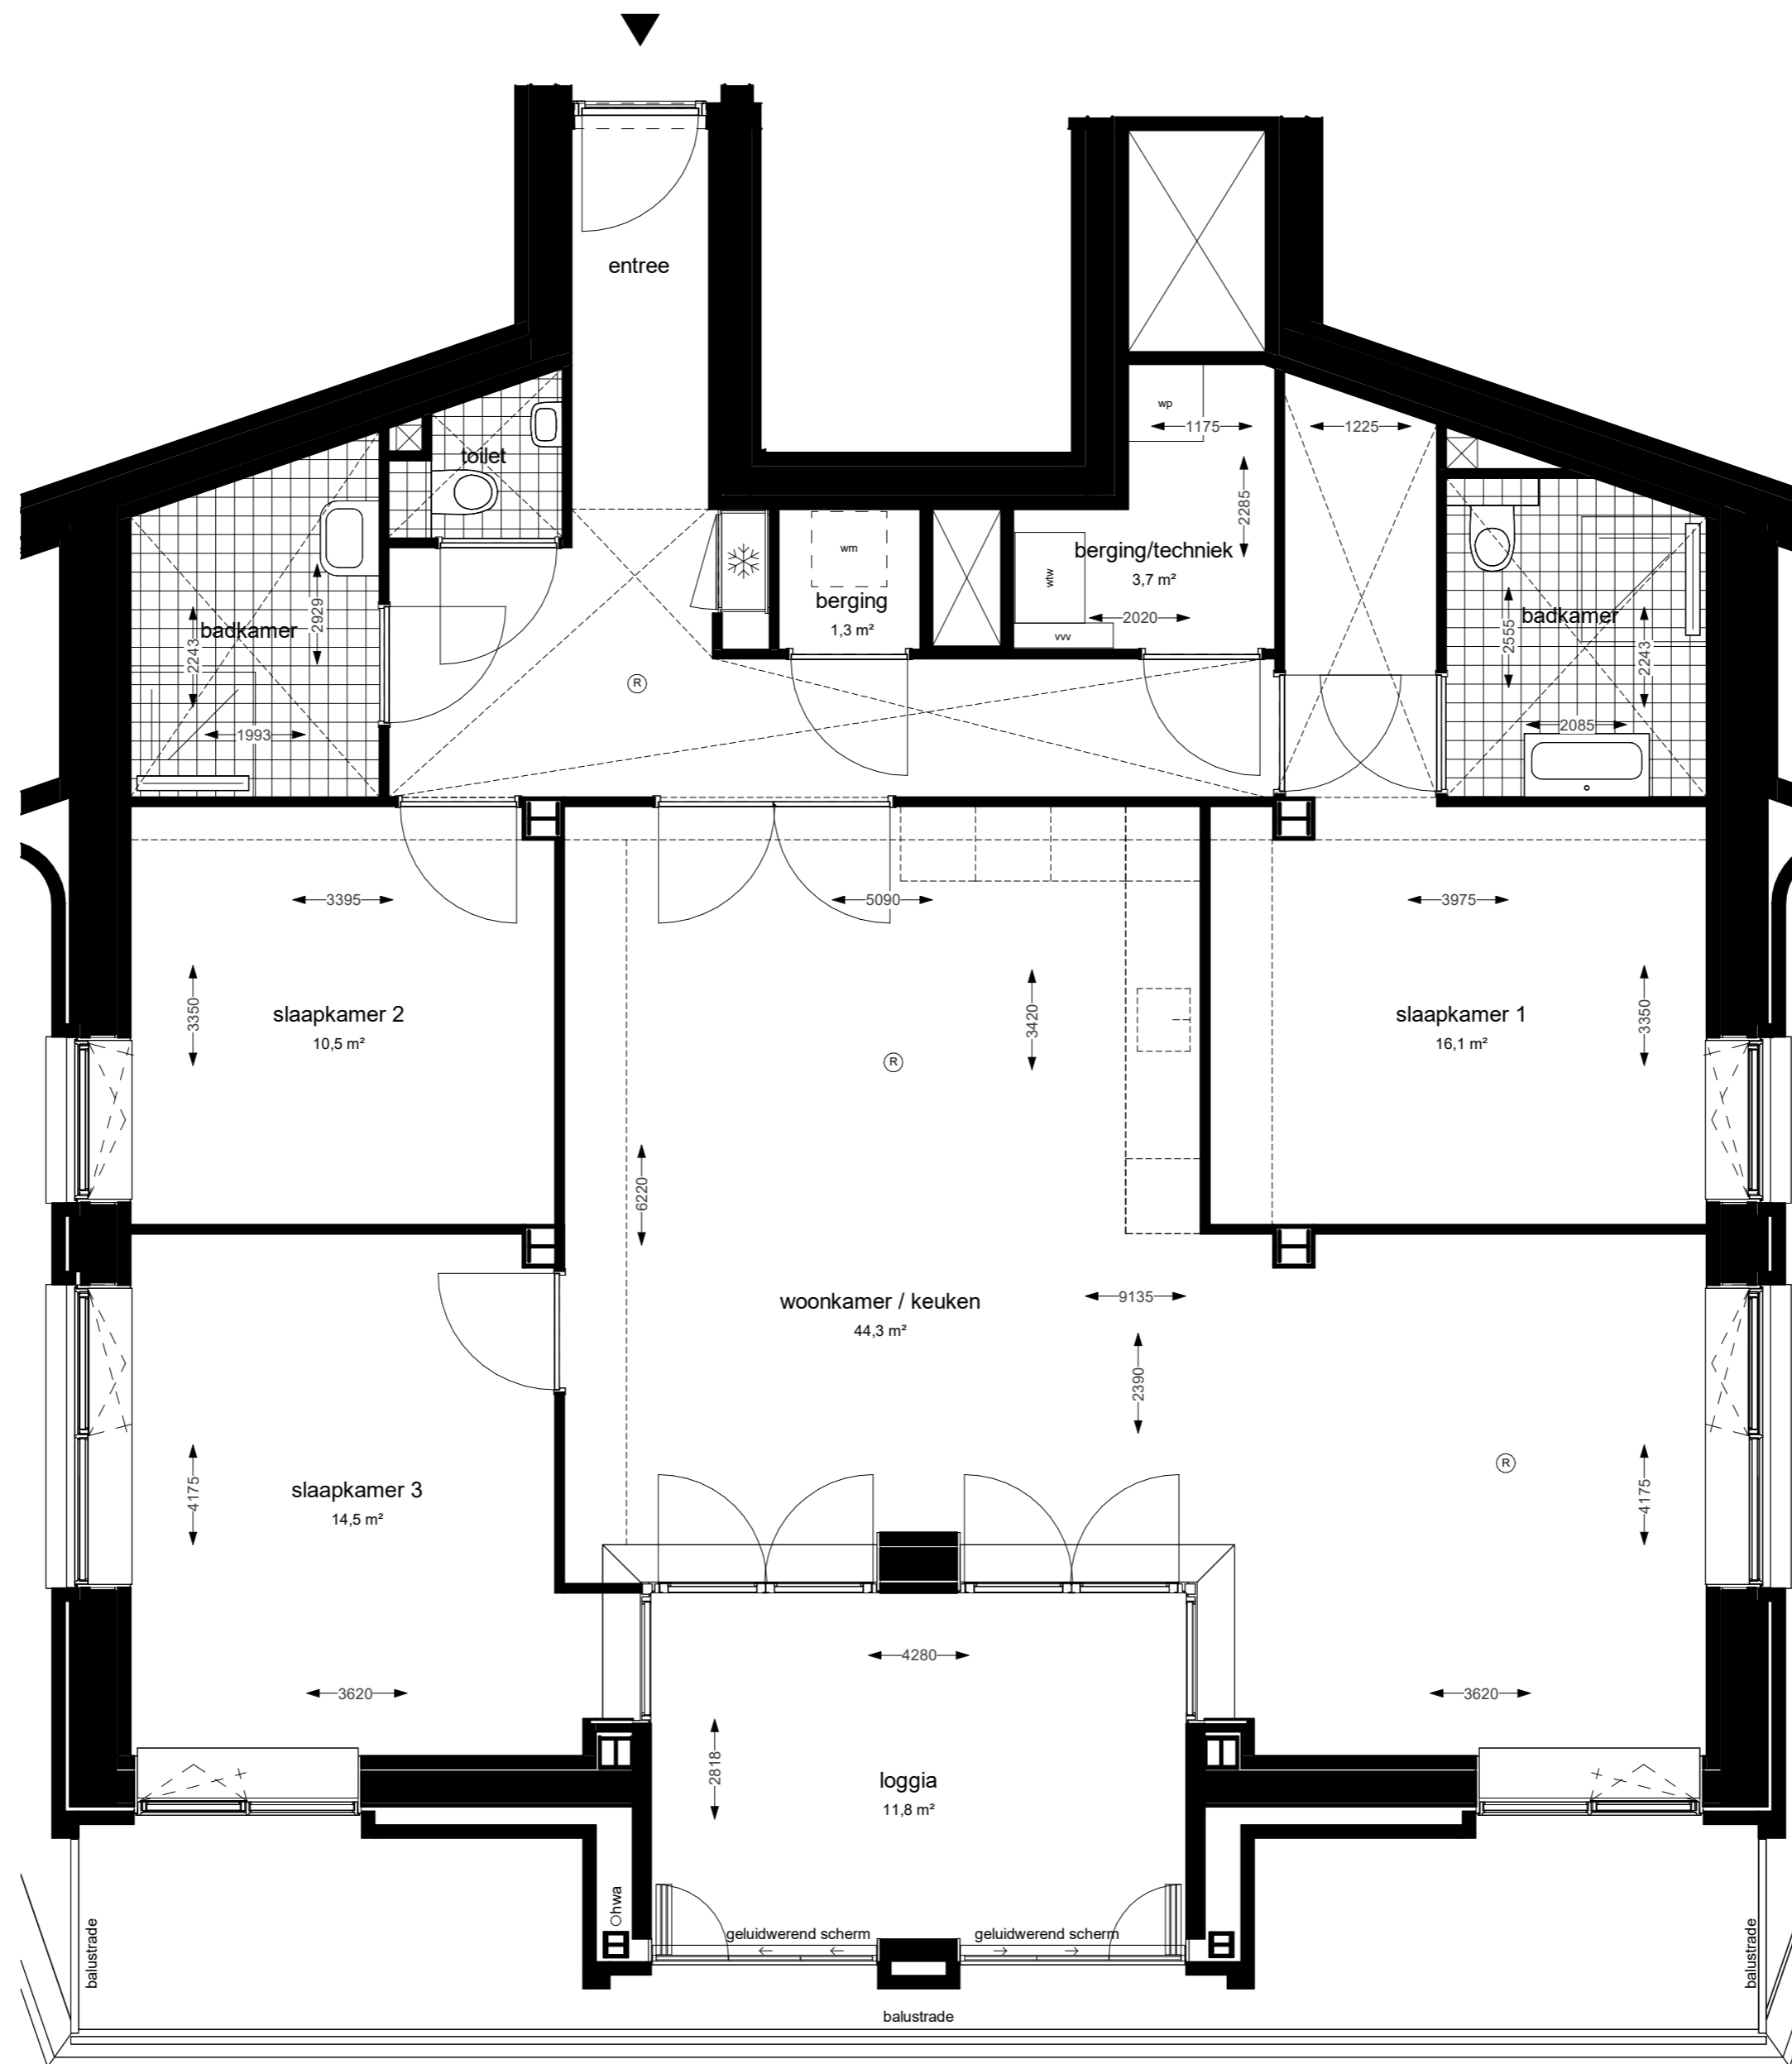 entree
wp
1175
1225
toilet
2285
wm
berging/techniek
3,7 m²
wtw
berging
1,3 m²
2020
vvv
badkamer
2929
2243
1993
badkamer
2555
2243
2085
R
3395
5090
3975
3350
3420
3350
slaapkamer 2
10,5 m²
slaapkamer 1
16,1 m²
R
6220
woonkamer / keuken
44,3 m²
9135
2390
slaapkamer 3
14,5 m²
4175
R
4175
4280
3620
3620
2818
loggia
11,8 m²
hwa
geluidwerend scherm
geluidwerend scherm
balustrade
balustrade
balustrade